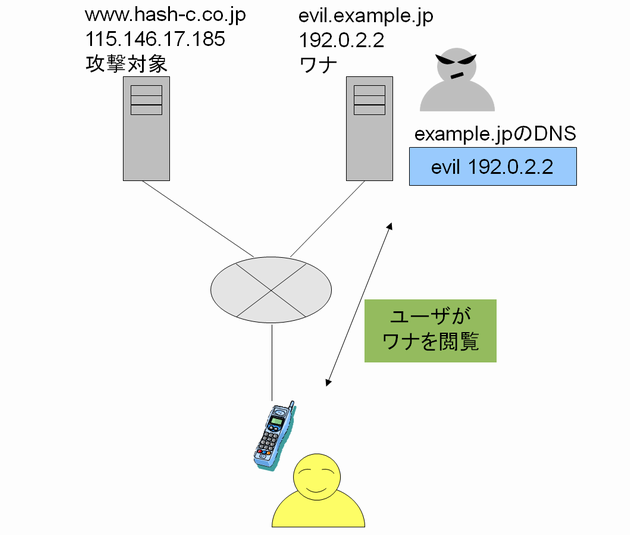 www.hash-c.co.jp
115.146.17.185
攻撃対象
evil.example.jp
192.0.2.2
ワナ
example.jpのDNS
evil 192.0.2.2
ユーザが
ワナを閲覧